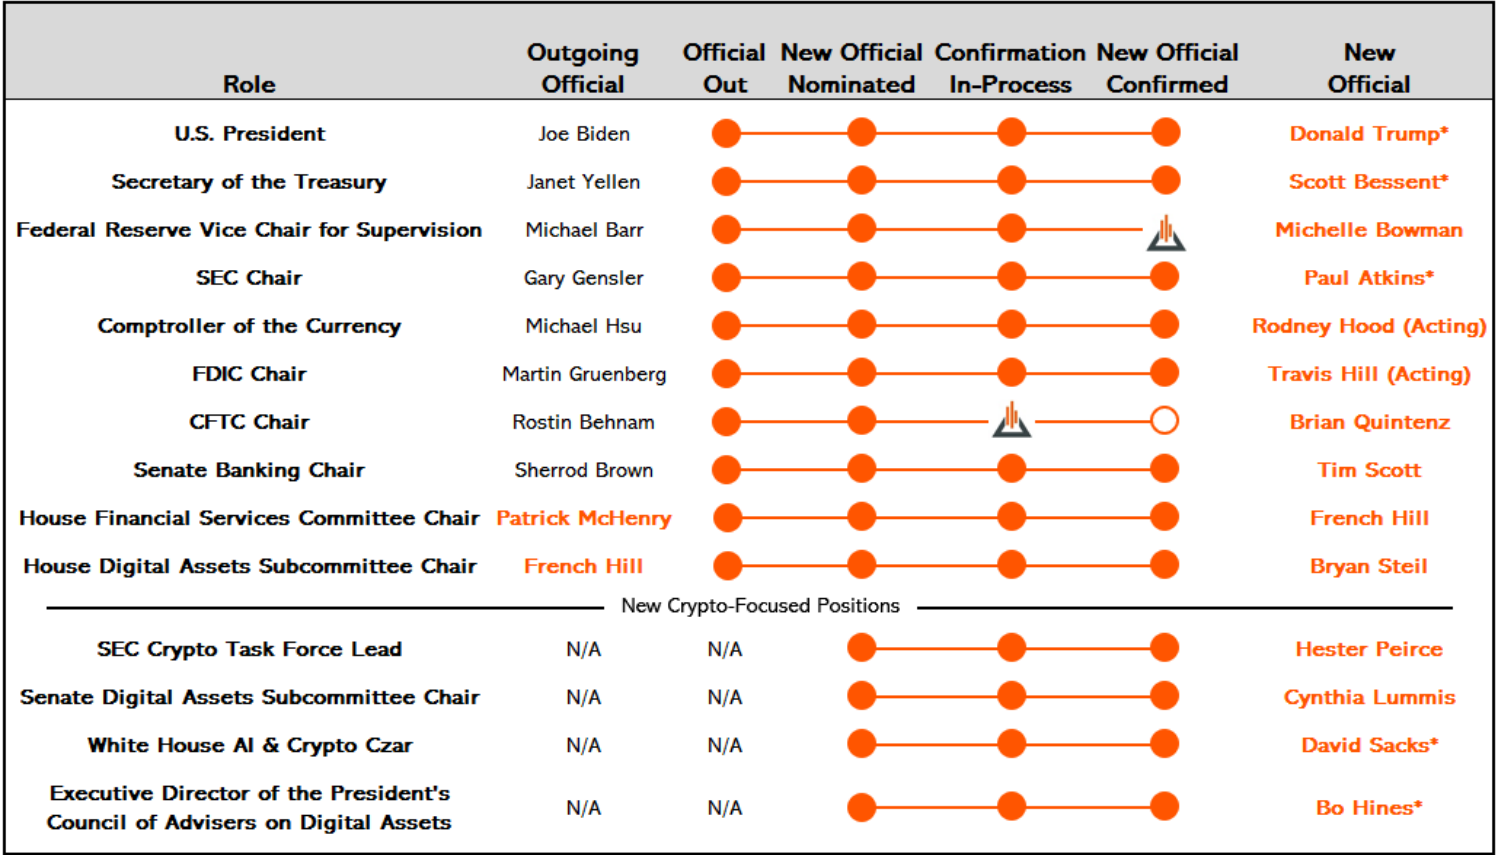 Role Outgoing Official Official Out New Official Nominated Confirmation In-Process New Official Confirmed New Official
U.S. President Joe Biden Donald Trump*
Secretary of the Treasury Janet Yellen Scott Bessent*
Federal Reserve Vice Chair for Supervision Michael Barr Michelle Bowman
SEC Chair Gary Gensler Paul Atkins*
Comptroller of the Currency Michael Hsu Rodney Hood (Acting)
FDIC Chair Martin Gruenberg Travis Hill (Acting)
CFTC Chair Rostin Behnam Brian Quintenz
Senate Banking Chair Sherrod Brown Tim Scott
House Financial Services Committee Chair Patrick McHenry French Hill
House Digital Assets Subcommittee Chair French Hill Bryan Steil
New Crypto-Focused Positions
SEC Crypto Task Force Lead N/A N/A Hester Peirce
Senate Digital Assets Subcommittee Chair N/A N/A Cynthia Lummis
White House AI & Crypto Czar N/A N/A David Sacks*
Executive Director of the President's
Council of Advisers on Digital Assets N/A N/A Bo Hines*